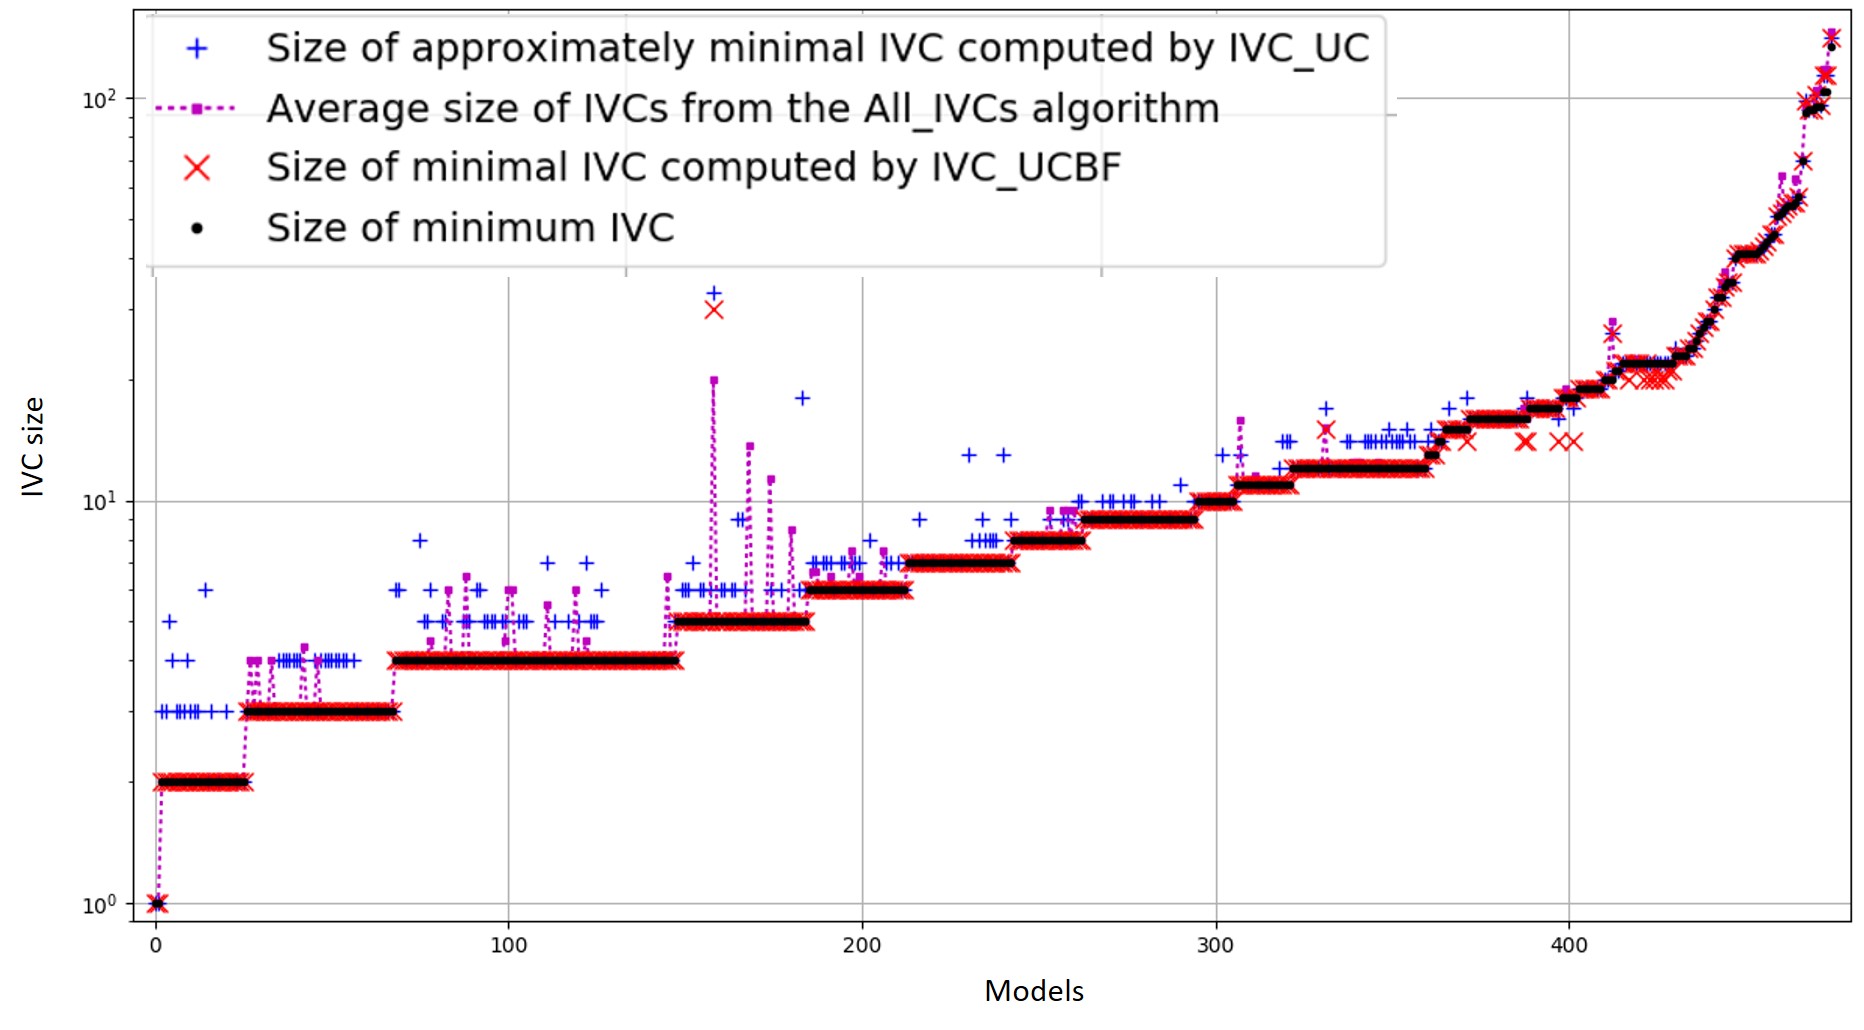 Size of approximately minimal IVC computed by IVC_UC
Average size of IVCs from the All_IVCs algorithm
Size of minimal IVC computed by IVC_UCBF
Size of minimum IVC
10²
10¹
10⁰
IVC size
0 100 200 300 400
Models